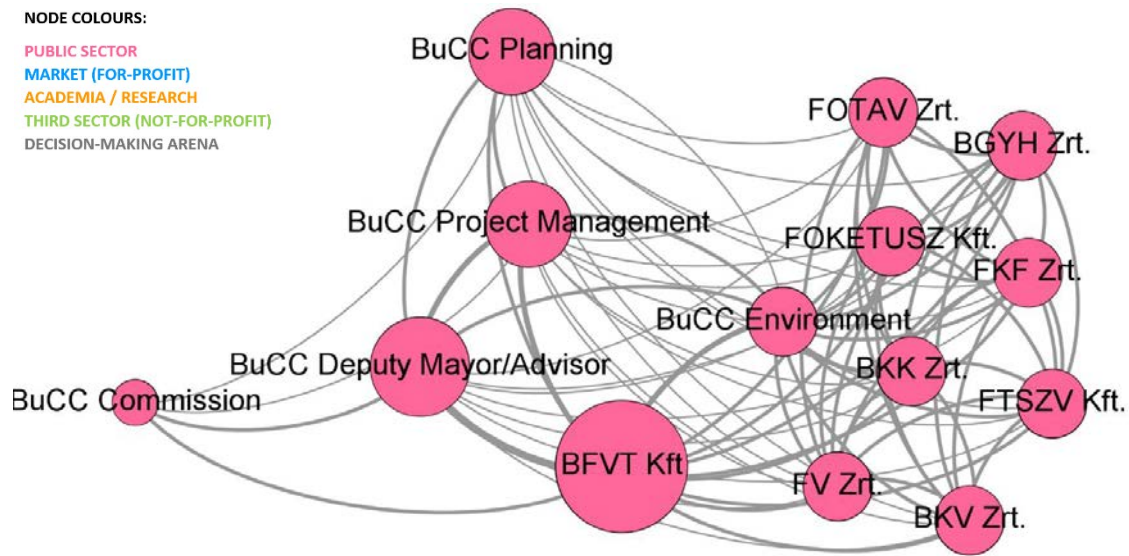 NODE COLOURS:
PUBLIC SECTOR
MARKET (FOR-PROFIT)
ACADEMIA / RESEARCH
THIRD SECTOR (NOT-FOR-PROFIT)
DECISION-MAKING ARENA
BuCC Planning
FOTAV Zrt.
BGYH Zrt.
BuCC Project Management
FOKETUSZ Kft.
FKF Zrt.
BuCC Environment
BuCC Deputy Mayor/Advisor
BKK Zrt.
BuCC Commission
FTSZV Kft.
BFVT Kft
FV Zrt.
BKV Zrt.